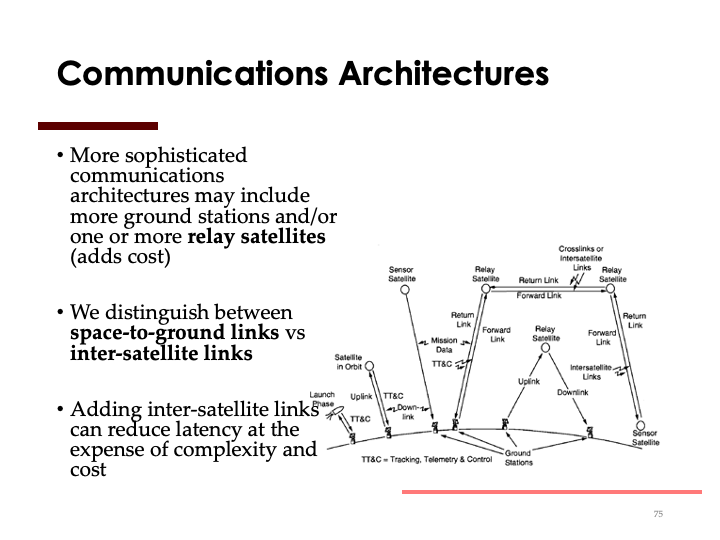 Communications Architectures
• More sophisticated
communications
architectures may include
more ground stations and/or
one or more relay satellites
(adds cost)
• We distinguish between
space-to-ground links vs
inter-satellite links
• Adding inter-satellite links
can reduce latency at the
expense of complexity and
cost
Crosslinks or
Intersatellite
Links
Sensor
Satellite
Relay
Satellite
Relay
Satellite
Return Link
Forward Link
Return
Link
Forward
Link
Mission
Data
TT&C
Relay
Satellite
Forward
Link
Return
Link
Satellite
in Orbit
Intersatellite
Links
Uplink
Downlink
Launch
Phase
Uplink
TT&C
Down-
link
TT&C
Sensor
Satellite
Ground
Stations
TT&C = Tracking, Telemetry & Control
75